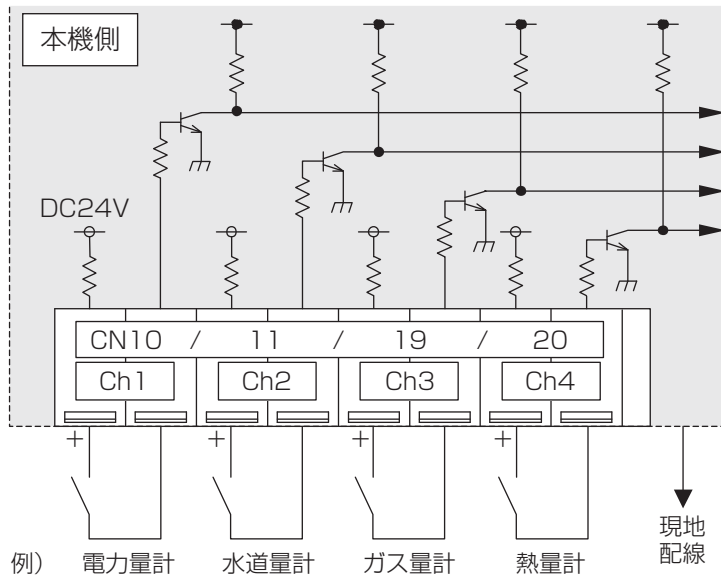 本機側
DC24V
CN10 / 11 / 19 / 20
Ch1 Ch2 Ch3 Ch4
+ + + +
例） 電力量計 水道量計 ガス量計 熱量計
現地
配線